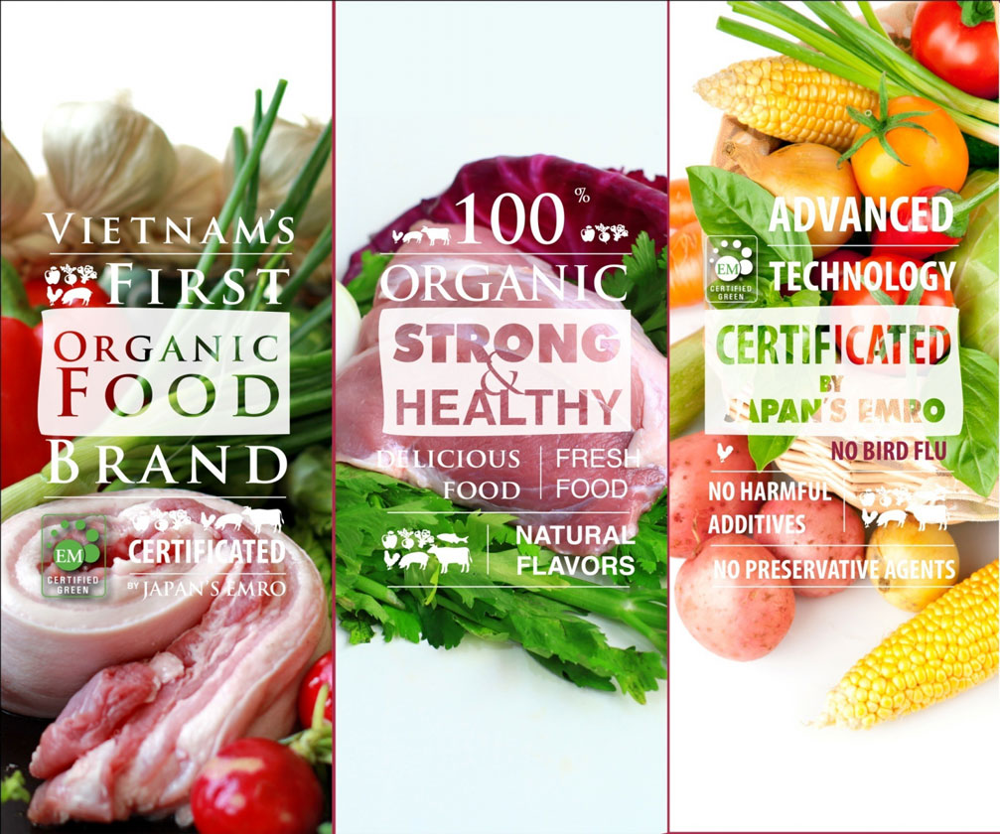 VIETNAM'S
FIRST
ORGANIC
FOOD
BRAND
EM
CERTIFIED
GREEN
CERTIFICATED
BY JAPAN'S EMRO
100%
ORGANIC
STRONG
&
HEALTHY
DELICIOUS
FOOD
FRESH
FOOD
NATURAL
FLAVORS
ADVANCED
TECHNOLOGY
EM
CERTIFIED
GREEN
CERTIFICATED
BY
JAPAN'S EMRO
NO BIRD FLU
NO HARMFUL
ADDITIVES
NO PRESERVATIVE AGENTS